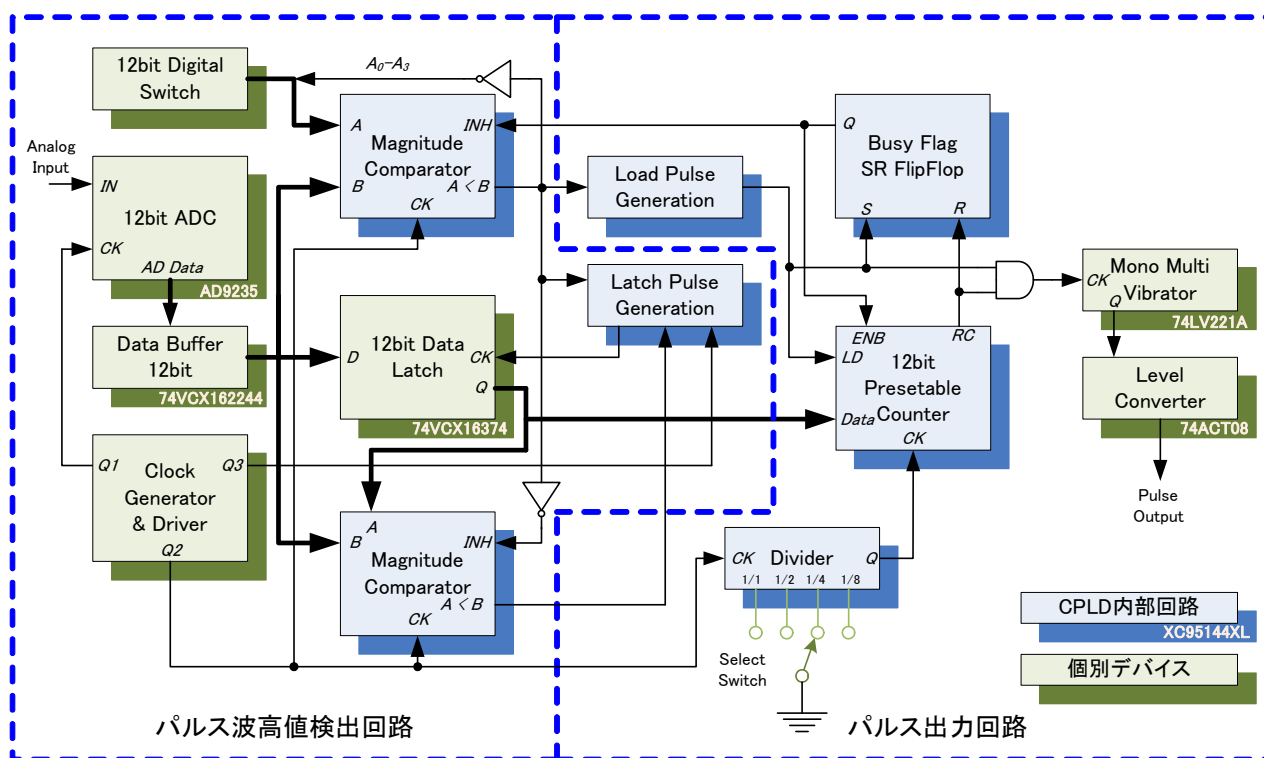 12bit Digital
Switch
A0-A3
Analog
Input
IN
12bit ADC
CK
AD Data
AD9235
Data Buffer
12bit
74VCX162244
Q1
Q3
Clock
Generator
& Driver
Q2
A
INH
Magnitude
Comparator
B
A < B
CK
D
12bit Data
Latch
CK
Q
74VCX16374
A
B
INH
Magnitude
Comparator
A < B
CK
Load Pulse
Generation
Latch Pulse
Generation
Q
Busy Flag
SR FlipFlop
S
R
ENB
RC
LD
12bit
Presetable
Counter
Data
CK
Mono Multi
Vibrator
CK
Q
74LV221A
Level
Converter
74ACT08
Pulse
Output
CK
Divider
Q
1/1
1/2
1/4
1/8
Select
Switch
CPLD内部回路
XC95144XL
個別デバイス
パルス波高値検出回路
パルス出力回路